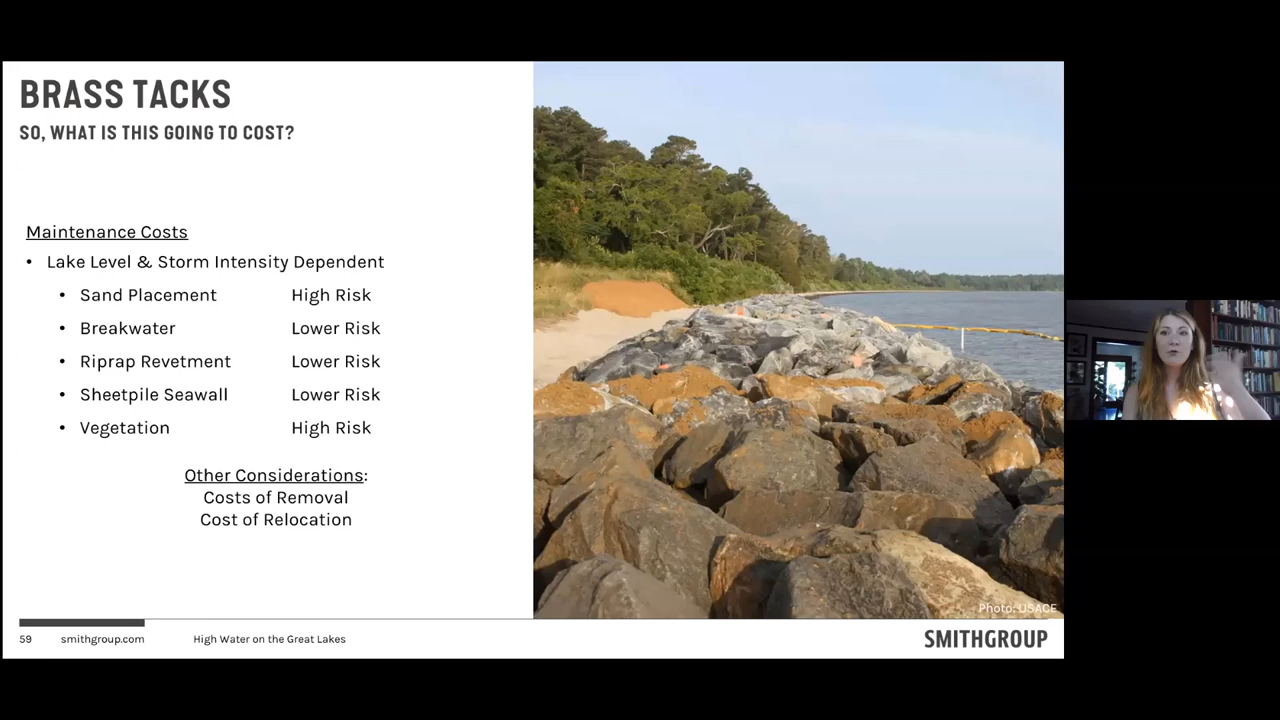 BRASS TACKS
SO, WHAT IS THIS GOING TO COST?
Maintenance Costs
• Lake Level & Storm Intensity Dependent
• Sand Placement High Risk
• Breakwater Lower Risk
• Riprap Revetment Lower Risk
• Sheetpile Seawall Lower Risk
• Vegetation High Risk
Other Considerations:
Costs of Removal
Cost of Relocation
Photo: USACE
59 smithgroup.com High Water on the Great Lakes SMITHGROUP